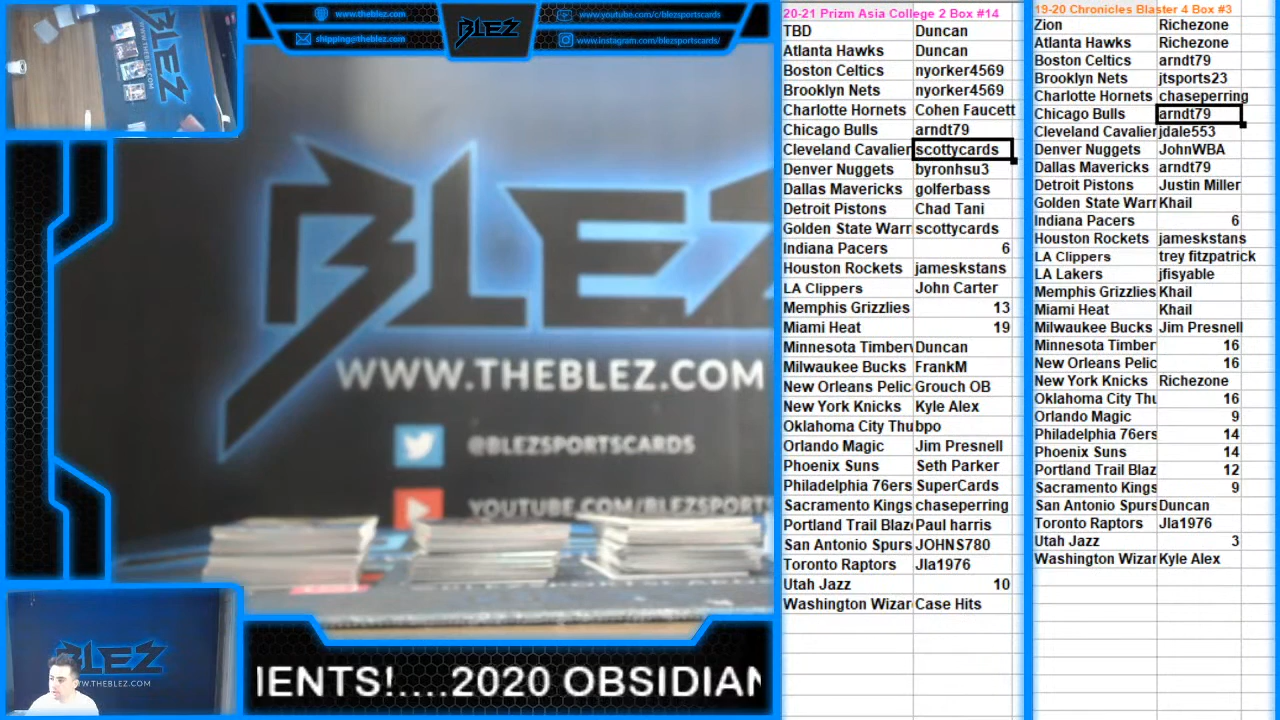 www.theblez.com
shipping@theblez.com
BLEZ
www.youtube.com/c/blezsportscards
www.instagram.com/blezsportscards/
BLEZ
WWW.THEBLEZ.COM
@BLEZSPORTSCARDS
YOUTUBE.COM/BLEZSPORT
BLEZ
WWW.THEBLEZ.COM
IENTS!....2020 OBSIDIAN
20-21 Prizm Asia College 2 Box #14
TBD Duncan
Atlanta Hawks Duncan
Boston Celtics nyorker4569
Brooklyn Nets nyorker4569
Charlotte Hornets Cohen Faucett
Chicago Bulls arndt79
Cleveland Cavalier scottycards
Denver Nuggets byronhsu3
Dallas Mavericks golferbass
Detroit Pistons Chad Tani
Golden State Warr scottycards
Indiana Pacers 6
Houston Rockets jameskstans
LA Clippers John Carter
Memphis Grizzlies 13
Miami Heat 19
Minnesota Timberv Duncan
Milwaukee Bucks FrankM
New Orleans Pelic Grouch OB
New York Knicks Kyle Alex
Oklahoma City Thu bpo
Orlando Magic Jim Presnell
Phoenix Suns Seth Parker
Philadelphia 76ers SuperCards
Sacramento Kings chaseperring
Portland Trail Blaze Paul harris
San Antonio Spurs JOHNS780
Toronto Raptors Jla1976
Utah Jazz 10
Washington Wizar Case Hits
19-20 Chronicles Blaster 4 Box #3
Zion Richezone
Atlanta Hawks Richezone
Boston Celtics arndt79
Brooklyn Nets jtsports23
Charlotte Hornets chaseperring
Chicago Bulls arndt79
Cleveland Cavalier jdale553
Denver Nuggets JohnWBA
Dallas Mavericks arndt79
Detroit Pistons Justin Miller
Golden State Warr Khail
Indiana Pacers 6
Houston Rockets jameskstans
LA Clippers trey fitzpatrick
LA Lakers jfisyable
Memphis Grizzlies Khail
Miami Heat Khail
Milwaukee Bucks Jim Presnell
Minnesota Timber 16
New Orleans Pelic 16
New York Knicks Richezone
Oklahoma City Thu 16
Orlando Magic 9
Philadelphia 76ers 14
Phoenix Suns 14
Portland Trail Blaz 12
Sacramento Kings 9
San Antonio Spurs Duncan
Toronto Raptors Jla1976
Utah Jazz 3
Washington Wizar Kyle Alex